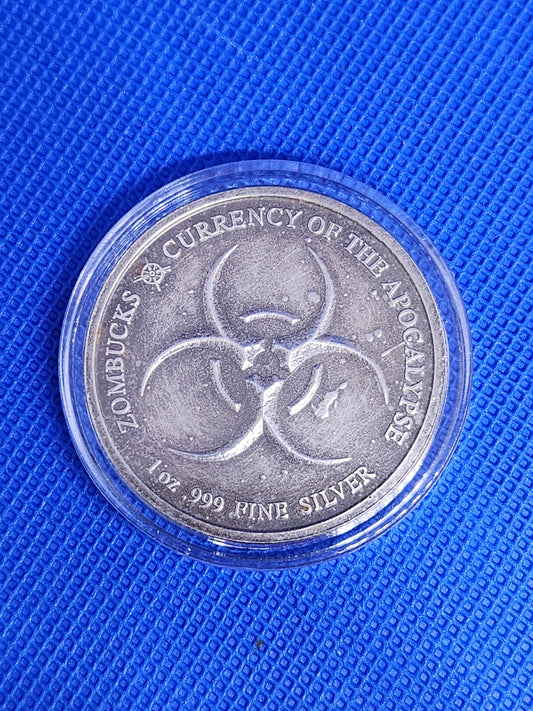 ZOMBUCKS CURRENCY OF THE APOCALYPSE
1 oz .999 FINE SILVER